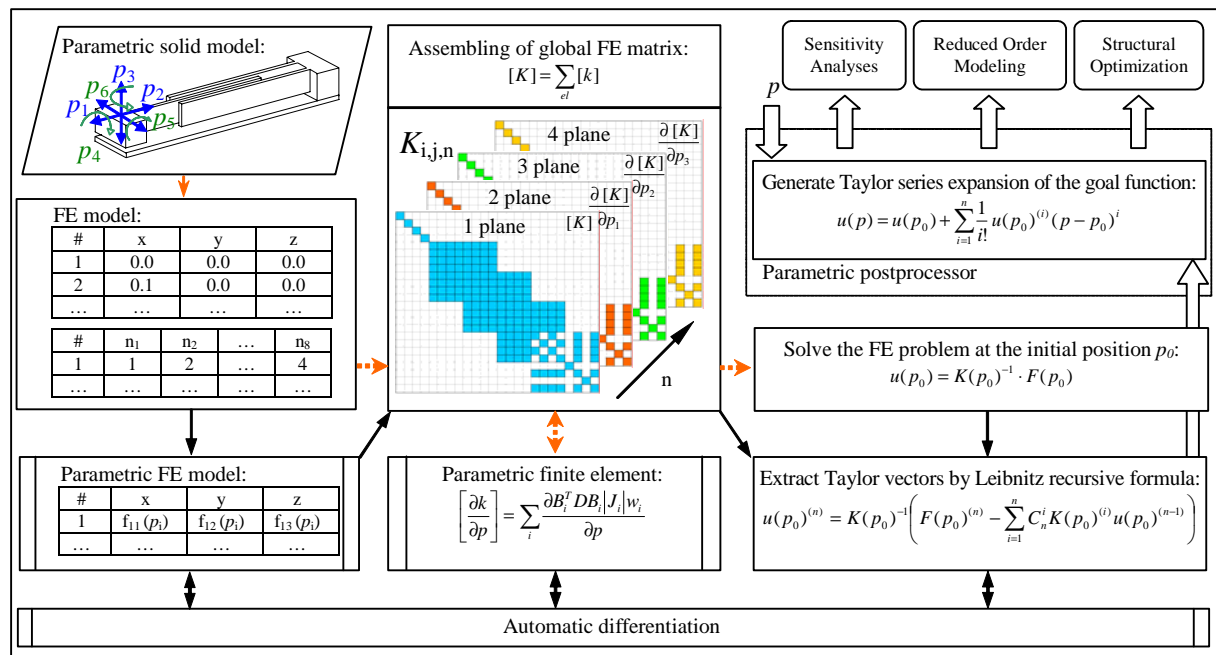 Parametric solid model:
p3
p6
p2
p1
p5
p4
FE model:
# x y z
1 0.0 0.0 0.0
2 0.1 0.0 0.0
… … … …
# n1 n2 … n8
1 1 2 … 4
… … … … …
Parametric FE model:
# x y z
1 f11(pi) f12(pi) f13(pi)
… … … …
Assembling of global FE matrix:
[K] = ∑el [k]
Ki,j,n
4 plane ∂[K]/∂p3
3 plane ∂[K]/∂p2
2 plane ∂[K]/∂p1
1 plane [K]
n
Parametric finite element:
[∂k/∂p] = ∑i ∂Bi^T DBi|Ji|wi / ∂p
Sensitivity
Analyses
Reduced Order
Modeling
Structural
Optimization
p
Generate Taylor series expansion of the goal function:
u(p) = u(p0) + ∑i=1^n 1/i! u(p0)^(i) (p − p0)^i
Parametric postprocessor
Solve the FE problem at the initial position p0:
u(p0) = K(p0)^−1 · F(p0)
Extract Taylor vectors by Leibnitz recursive formula:
u(p0)^(n) = K(p0)^−1 (F(p0)^(n) − ∑i=1^n Cn^i K(p0)^(i) u(p0)^(n−1))
Automatic differentiation